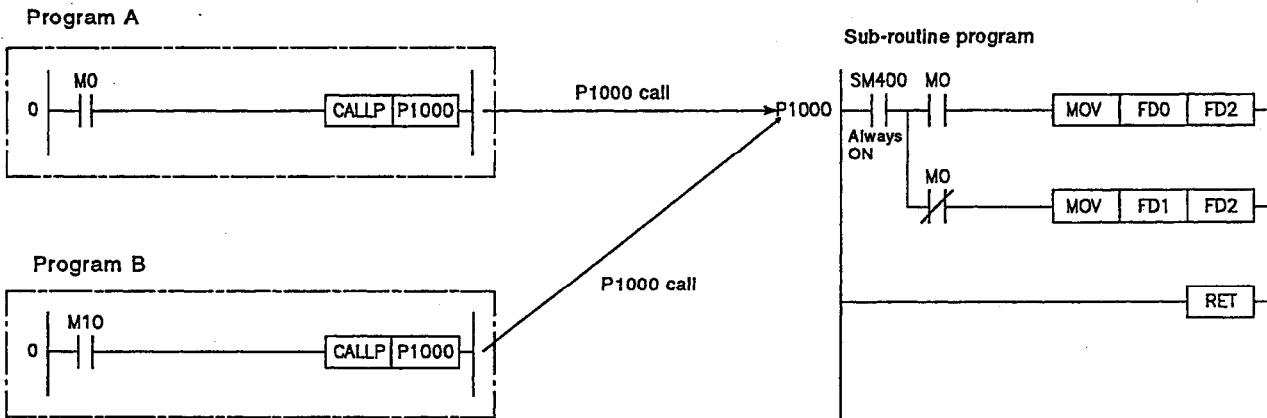 Program A
M0
0 CALLP P1000
P1000 call
Program B
M10
0 CALLP P1000
P1000 call
Sub-routine program
SM400 M0
P1000 MOV FD0 FD2
Always
ON
M0
MOV FD1 FD2
RET